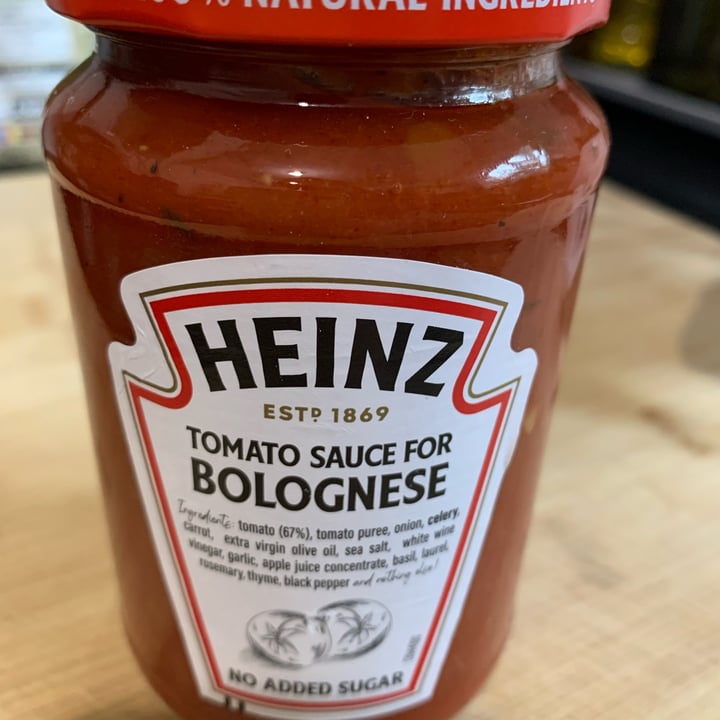 % NATURAL INGREDIENTS
HEINZ
ESTD 1869
TOMATO SAUCE FOR
BOLOGNESE
Ingredients: tomato (67%), tomato puree, onion, celery,
carrot, extra virgin olive oil, sea salt, white wine
vinegar, garlic, apple juice concentrate, basil, laurel,
rosemary, thyme, black pepper and nothing else!
NO ADDED SUGAR